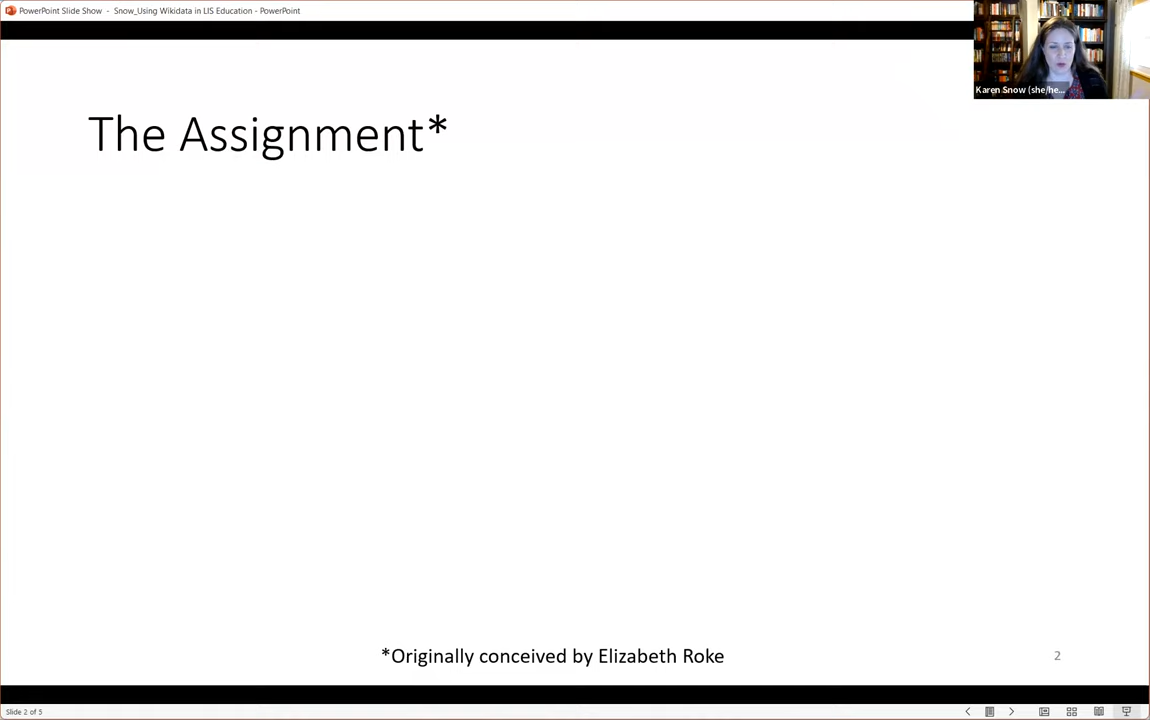 PowerPoint Slide Show - Snow_Using Wikidata in LIS Education - PowerPoint
Karen Snow (she/he...
The Assignment*
*Originally conceived by Elizabeth Roke
2
Slide 2 of 5